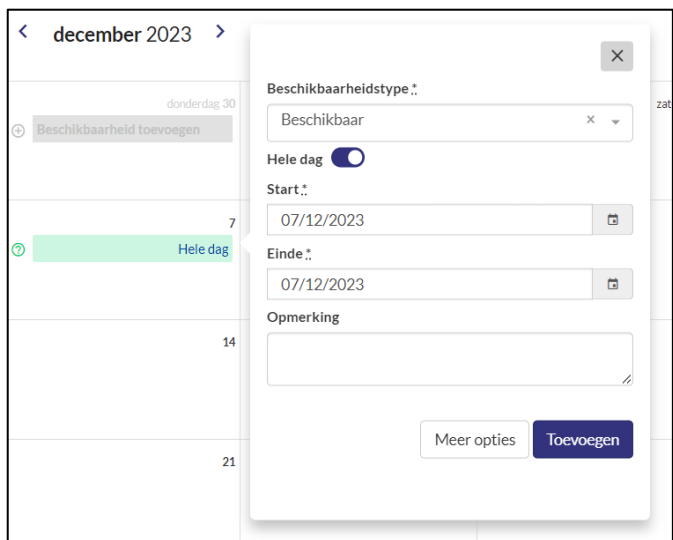 december 2023
donderdag 30
zat
Beschikbaarheid toevoegen
7
Hele dag
14
21
Beschikbaarheidstype *
Beschikbaar
Hele dag
Start *
07/12/2023
Einde *
07/12/2023
Opmerking
Meer opties
Toevoegen